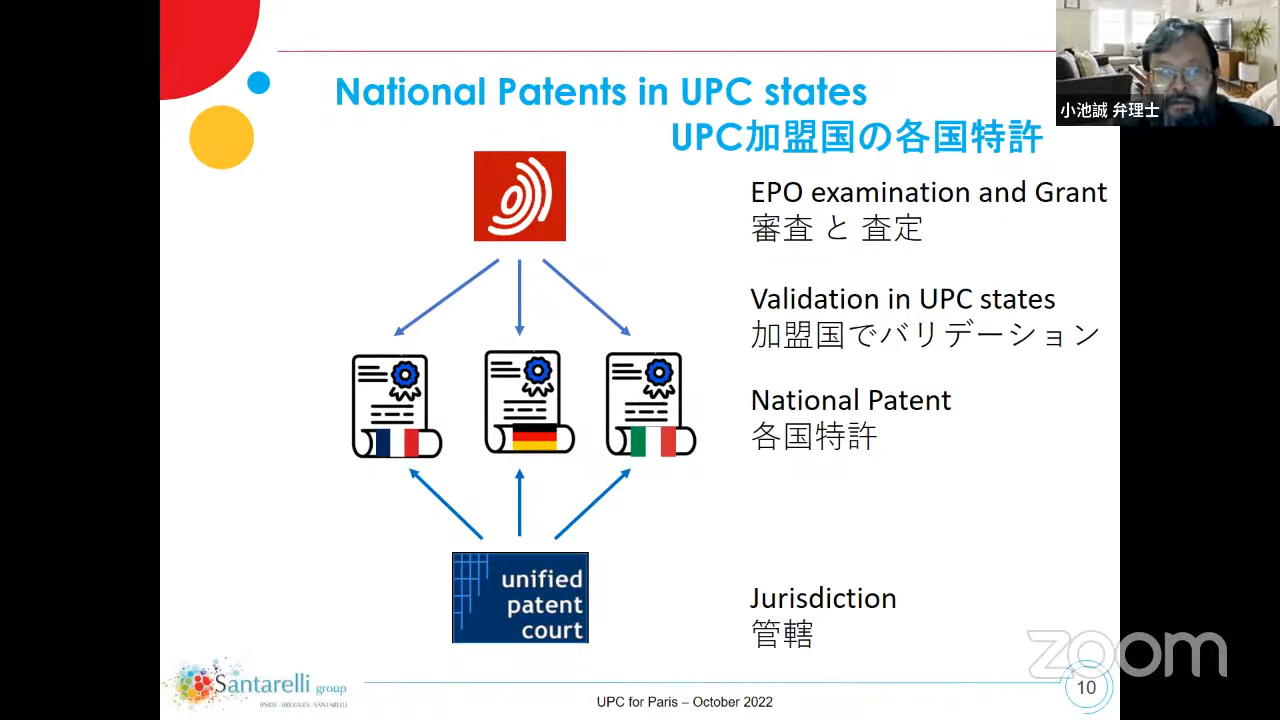 National Patents in UPC states
UPC加盟国の各国特許
小池誠 弁理士
EPO examination and Grant
審査 と 査定
Validation in UPC states
加盟国でバリデーション
National Patent
各国特許
unified
patent
court
Jurisdiction
管轄
zoom
Santarelli group
IPSIDE - BREVALEX - SANTARELLI
UPC for Paris – October 2022
10